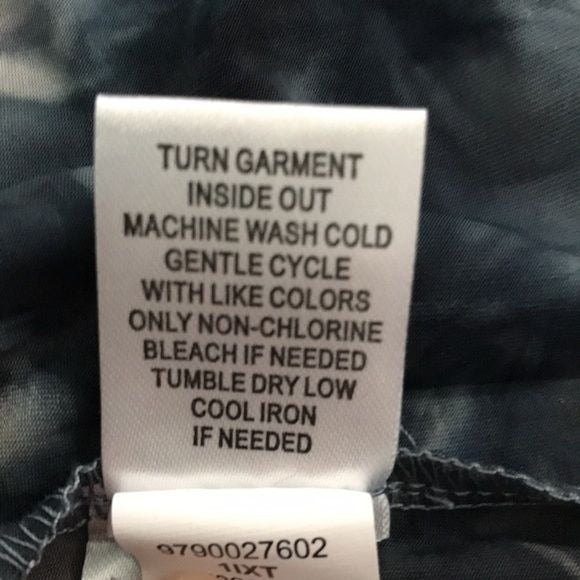 TURN GARMENT
INSIDE OUT
MACHINE WASH COLD
GENTLE CYCLE
WITH LIKE COLORS
ONLY NON-CHLORINE
BLEACH IF NEEDED
TUMBLE DRY LOW
COOL IRON
IF NEEDED
9790027602
1IXT